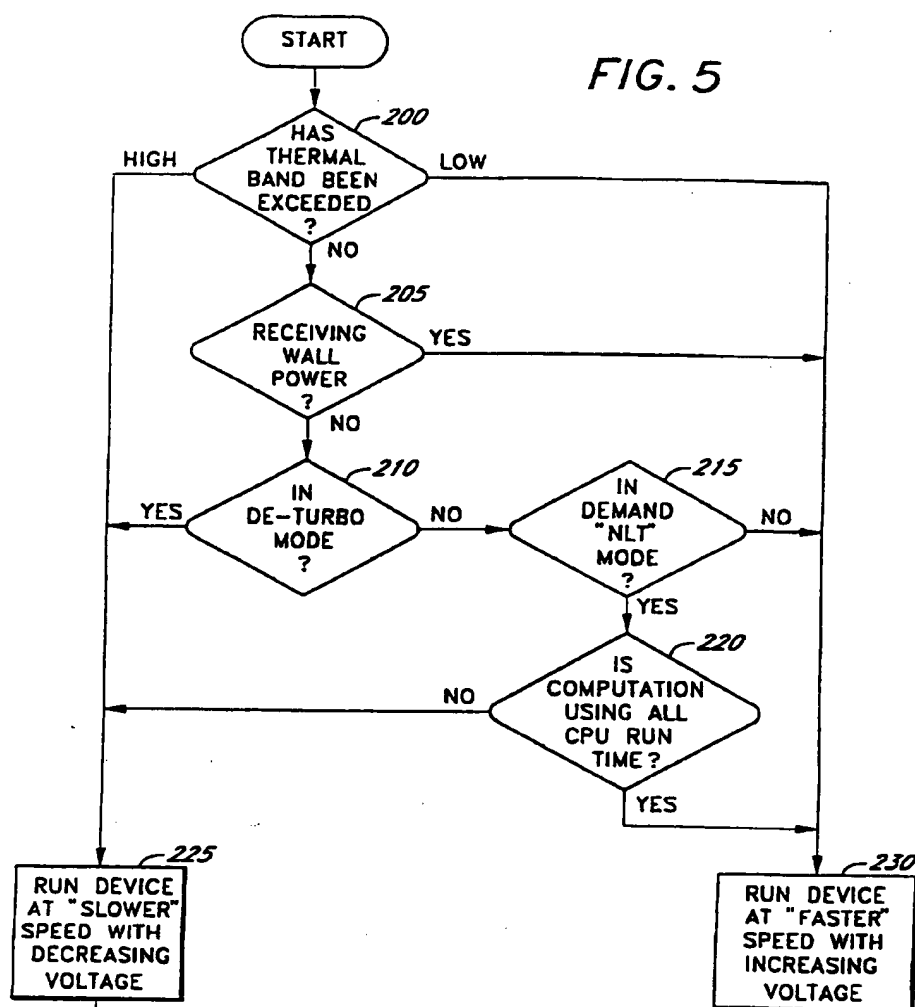 START
FIG. 5
200
HAS
THERMAL
BAND BEEN
EXCEEDED
?
HIGH
LOW
NO
205
RECEIVING
WALL
POWER
?
YES
NO
210
IN
DE-TURBO
MODE
?
YES
NO
215
IN
DEMAND
"NLT"
MODE
?
NO
YES
220
IS
COMPUTATION
USING ALL
CPU RUN
TIME?
NO
YES
225
RUN DEVICE
AT "SLOWER"
SPEED WITH
DECREASING
VOLTAGE
230
RUN DEVICE
AT "FASTER"
SPEED WITH
INCREASING
VOLTAGE